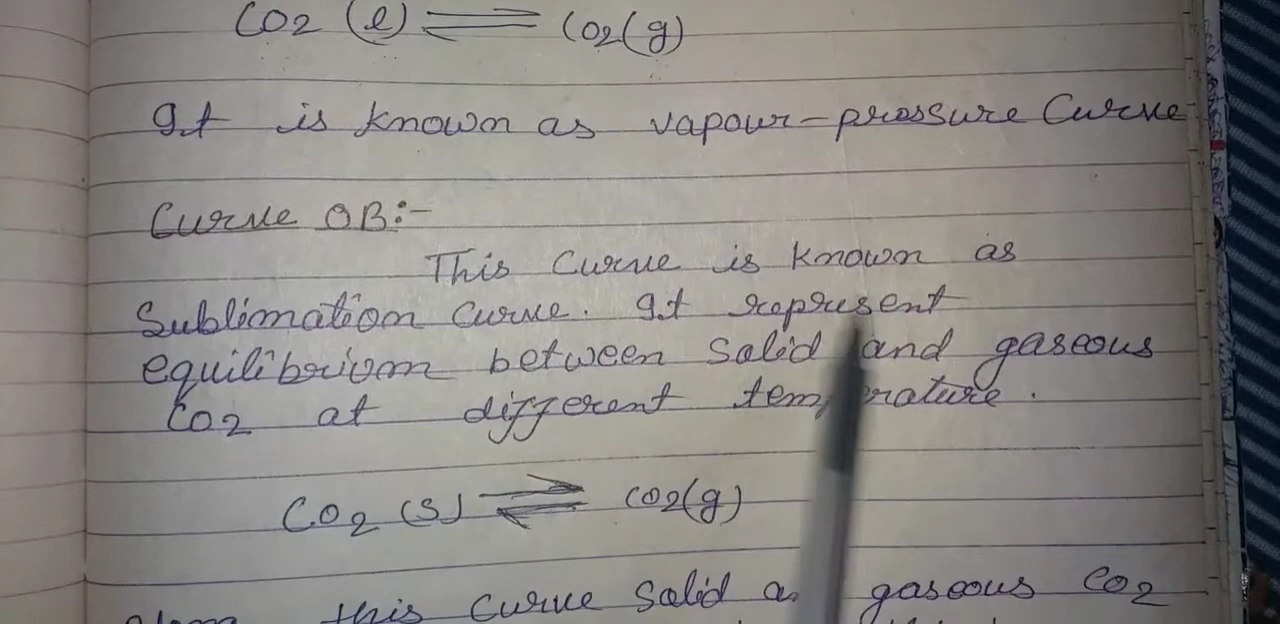 CO2 (l) ⇌ CO2(g)
It is known as vapour-pressure Curve
Curve OB:-
This Curve is known as
Sublimation Curve. It represent
equilibrium between Solid and gaseous
CO2 at different temperature.
CO2 (s) ⇌ CO2(g)
this Curve Solid gaseous CO2